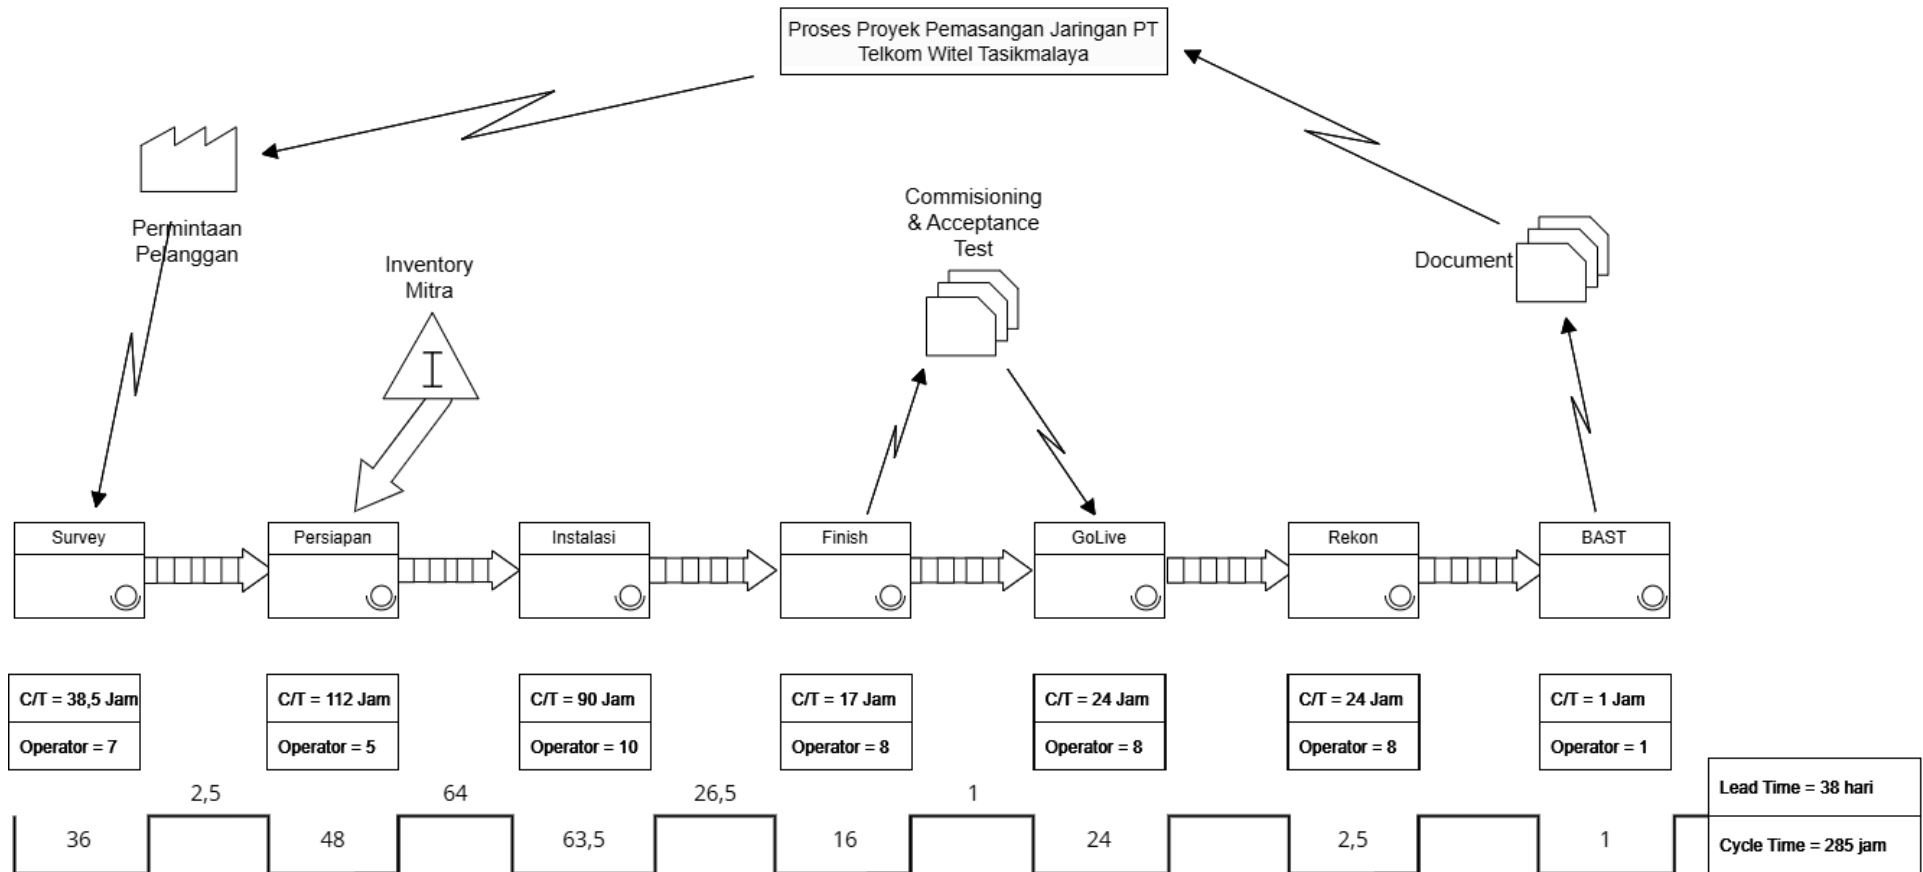 Proses Proyek Pemasangan Jaringan PT
Telkom Witel Tasikmalaya
Permintaan
Pelanggan
Inventory
Mitra
I
Commisioning
& Acceptance
Test
Document
Survey
Persiapan
Instalasi
Finish
GoLive
Rekon
BAST
C/T = 38,5 Jam
Operator = 7
C/T = 112 Jam
Operator = 5
C/T = 90 Jam
Operator = 10
C/T = 17 Jam
Operator = 8
C/T = 24 Jam
Operator = 8
C/T = 24 Jam
Operator = 8
C/T = 1 Jam
Operator = 1
2,5
64
26,5
1
36
48
63,5
16
24
2,5
1
Lead Time = 38 hari
Cycle Time = 285 jam